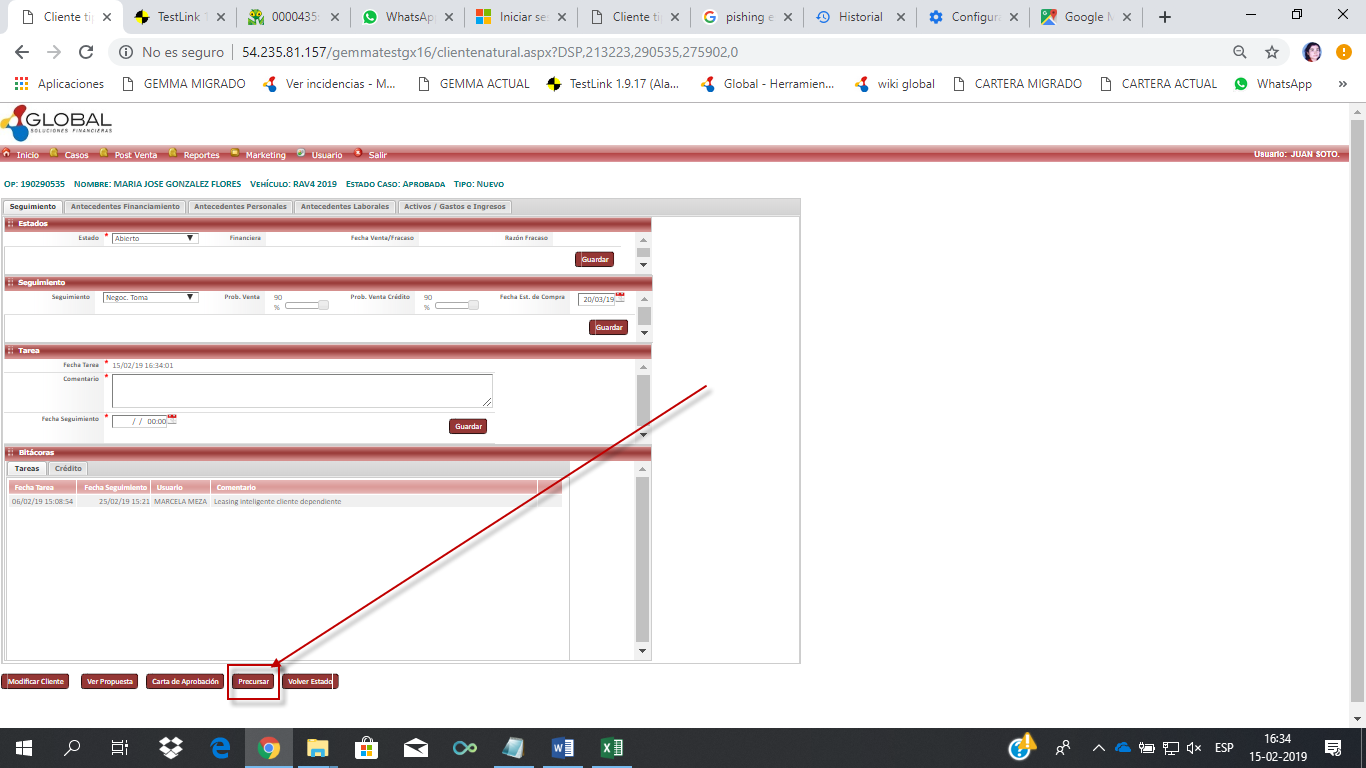 Cliente ti
TestLink 1
0000435
WhatsApp
Iniciar se
Cliente ti
pishing e
Historial
Configura
Google M
No es seguro | 54.235.81.157/gemmatestgx16/clientenatural.aspx?DSP,213223,290535,275902,0
Aplicaciones GEMMA MIGRADO Ver incidencias - M... GEMMA ACTUAL TestLink 1.9.17 (Ala... Global - Herramien... wiki global CARTERA MIGRADO CARTERA ACTUAL WhatsApp »
GLOBAL
SOLUCIONES FINANCIERAS
Inicio Casos Post Venta Reportes Marketing Usuario Salir Usuario: JUAN SOTO.
OP: 190290535 NOMBRE: MARIA JOSE GONZALEZ FLORES VEHÍCULO: RAV4 2019 ESTADO CASO: APROBADA TIPO: NUEVO
Seguimiento Antecedentes Financiamiento Antecedentes Personales Antecedentes Laborales Activos / Gastos e Ingresos
Estados
Estado * Abierto Financiera Fecha Venta/Fracaso Razón Fracaso
Guardar
Seguimiento
Seguimiento Negoc. Toma Prob. Venta 90 % Prob. Venta Crédito 90 % Fecha Est. de Compra 20/03/19
Guardar
Tarea
Fecha Tarea * 15/02/19 16:34:01
Comentario *
Fecha Seguimiento * / / 00:00
Guardar
Bitácoras
Tareas Crédito
Fecha Tarea Fecha Seguimiento Usuario Comentario
06/02/19 15:08:54 25/02/19 15:21 MARCELA MEZA Leasing inteligente cliente dependiente
Modificar Cliente Ver Propuesta Carta de Aprobación Precursar Volver Estado
ESP
16:34
15-02-2019